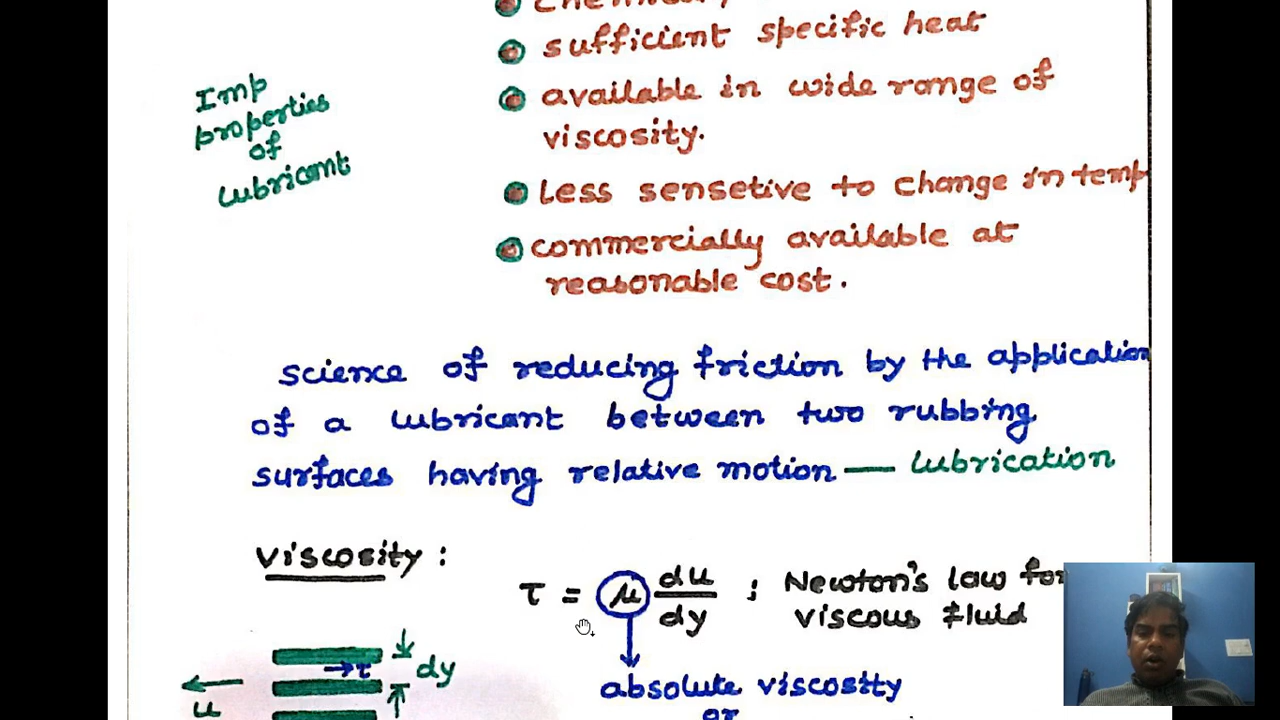 sufficient specific heat
available in wide range of
viscosity.
less sensetive to change in temp
commercially available at
reasonable cost.
Imp
properties
of
lubricant
science of reducing friction by the application
of a lubricant between two rubbing
surfaces having relative motion — lubrication
viscosity :
τ = μ du/dy ; Newton's law for
viscous fluid
τ
dy
u
absolute viscosity
or